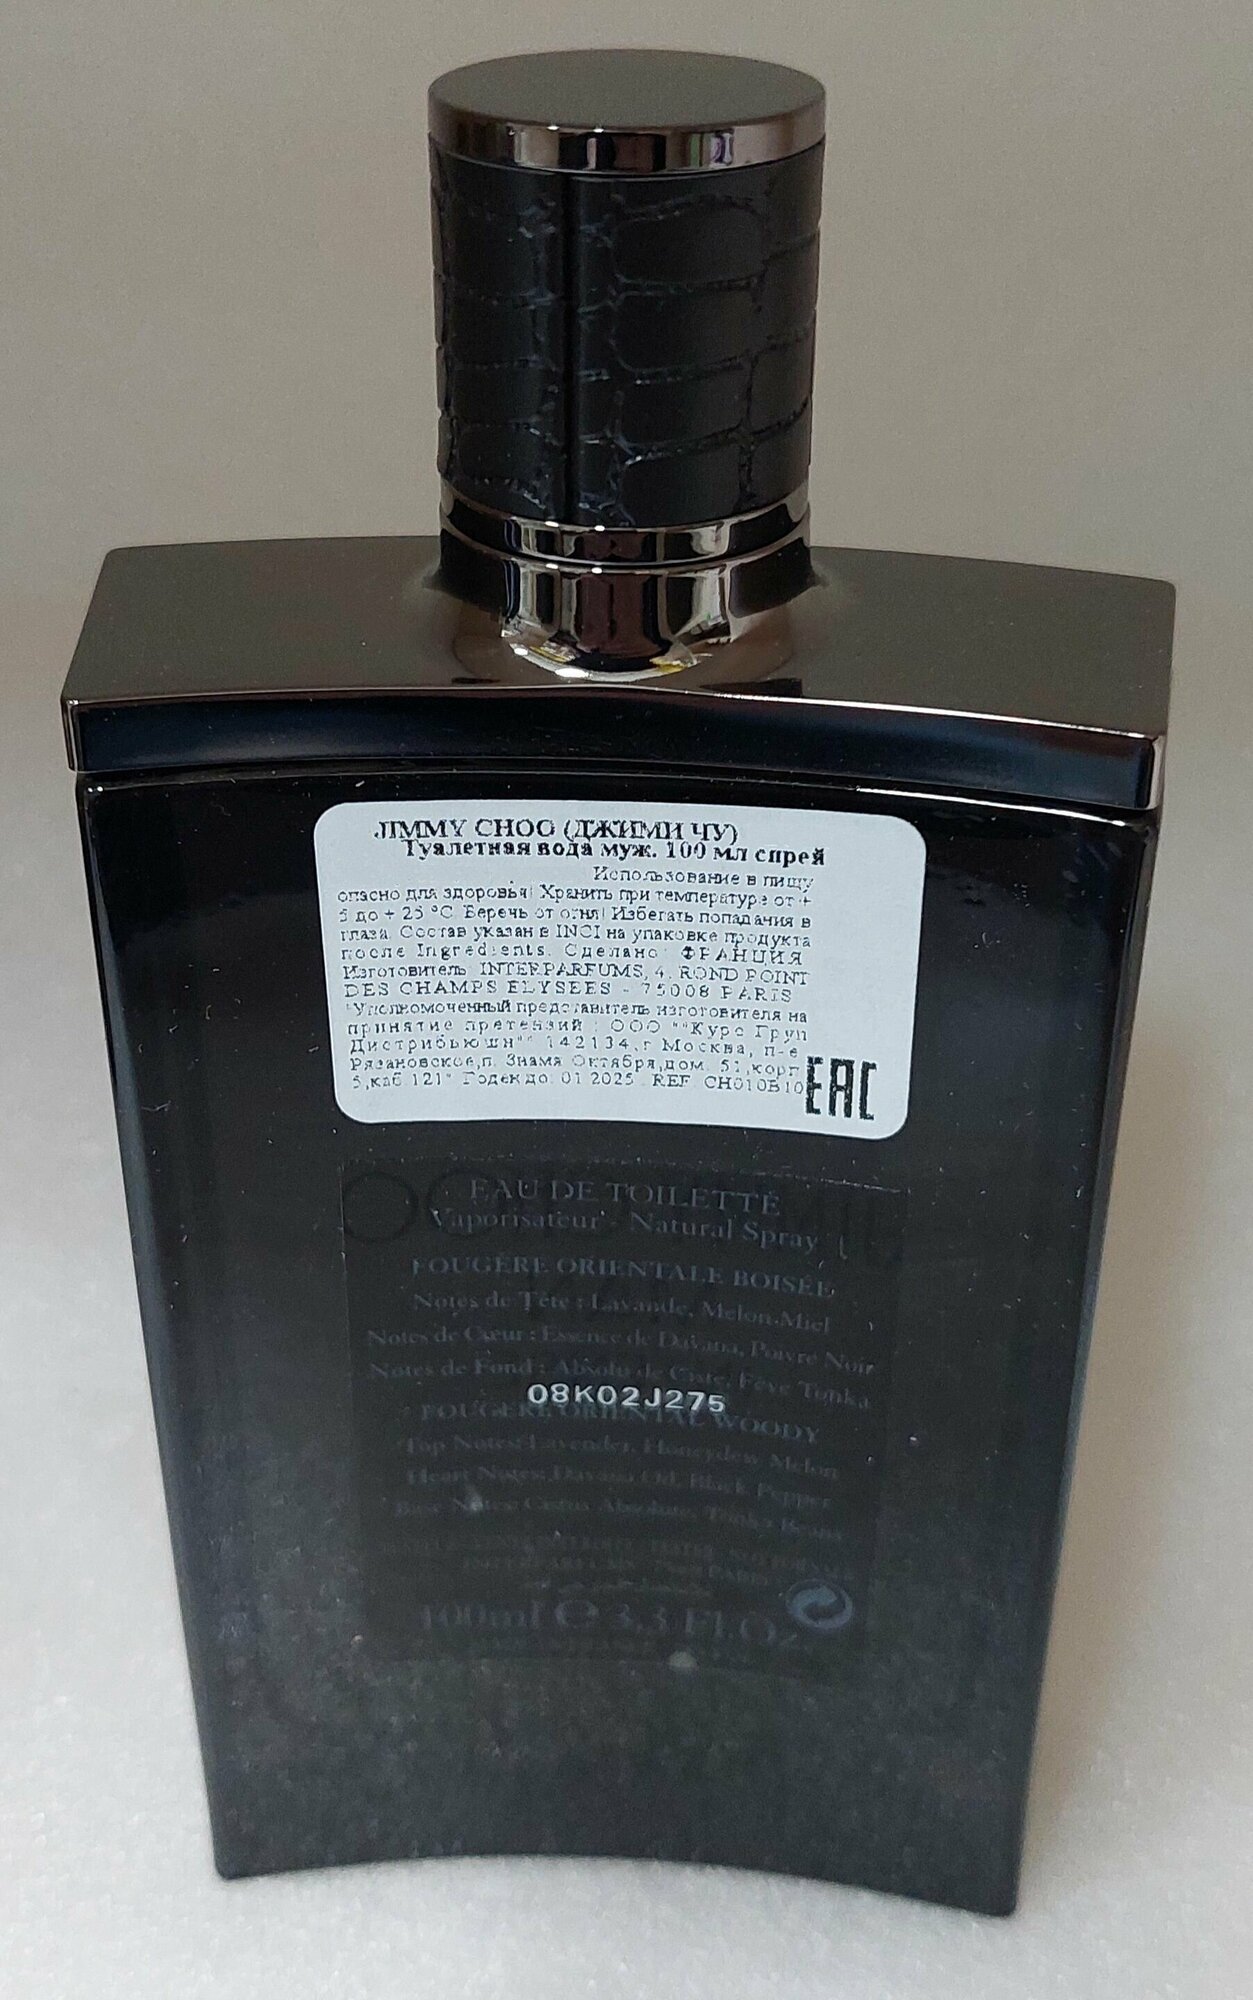 JIMMY CHOO (ДЖИМИ ЧУ)
Туалетная вода муж. 100 мл спрей
Использование в пищу
опасно для здоровья! Хранить при температуре от +
5 до + 25 °C Беречь от огня! Избегать попадания в
глаза. Состав указан в INCI на упаковке продукта
после Ingredients. Сделано: ФРАНЦИЯ
Изготовитель INTERPARFUMS, 4, ROND POINT
DES CHAMPS ELYSEES - 75008 PARIS
"Уполномоченный представитель изготовителя на
принятие претензий : ООО ""Курс Груп
Дистрибьюшн"" 142134, г Москва, п-е
Рязановское,п. Знамя Октября,дом. 51,корп
5,каб 121" Годен до: 01.2025 REF CH010B10
EAC
EAU DE TOILETTE
Vaporisateur - Natural Spray
FOUGÈRE ORIENTALE BOISÉE
Notes de Tête : Lavande, Melon-Miel
Notes de Cœur : Essence de Davana, Poivre Noir
Notes de Fond : Absolu de Ciste, Fève Tonka
08K02J275
FOUGERE ORIENTAL WOODY
Top Notes: Lavender, Honeydew Melon
Heart Notes: Davana Oil, Black Pepper
Base Notes: Cistus Absolute, Tonka Beans
100ml e 3,3 Fl.Oz